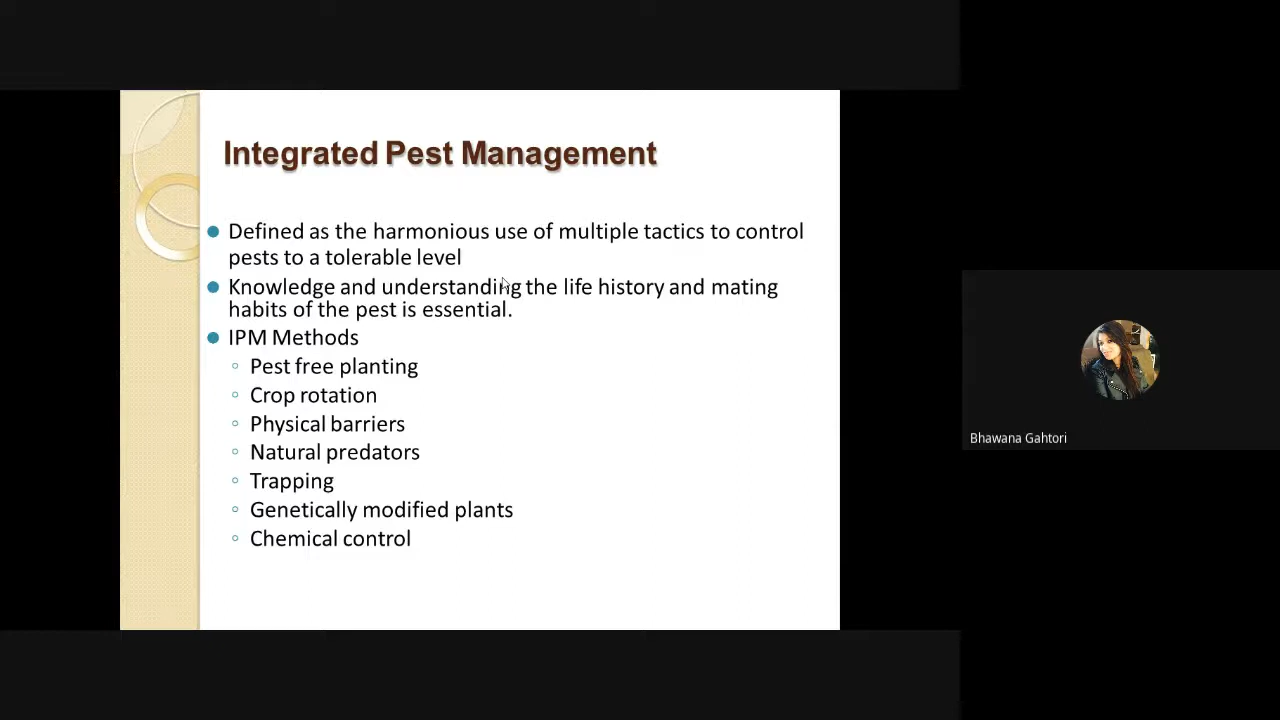 Integrated Pest Management
Defined as the harmonious use of multiple tactics to control
pests to a tolerable level
Knowledge and understanding the life history and mating
habits of the pest is essential.
IPM Methods
Pest free planting
Crop rotation
Physical barriers
Natural predators
Trapping
Genetically modified plants
Chemical control
Bhawana Gahtori